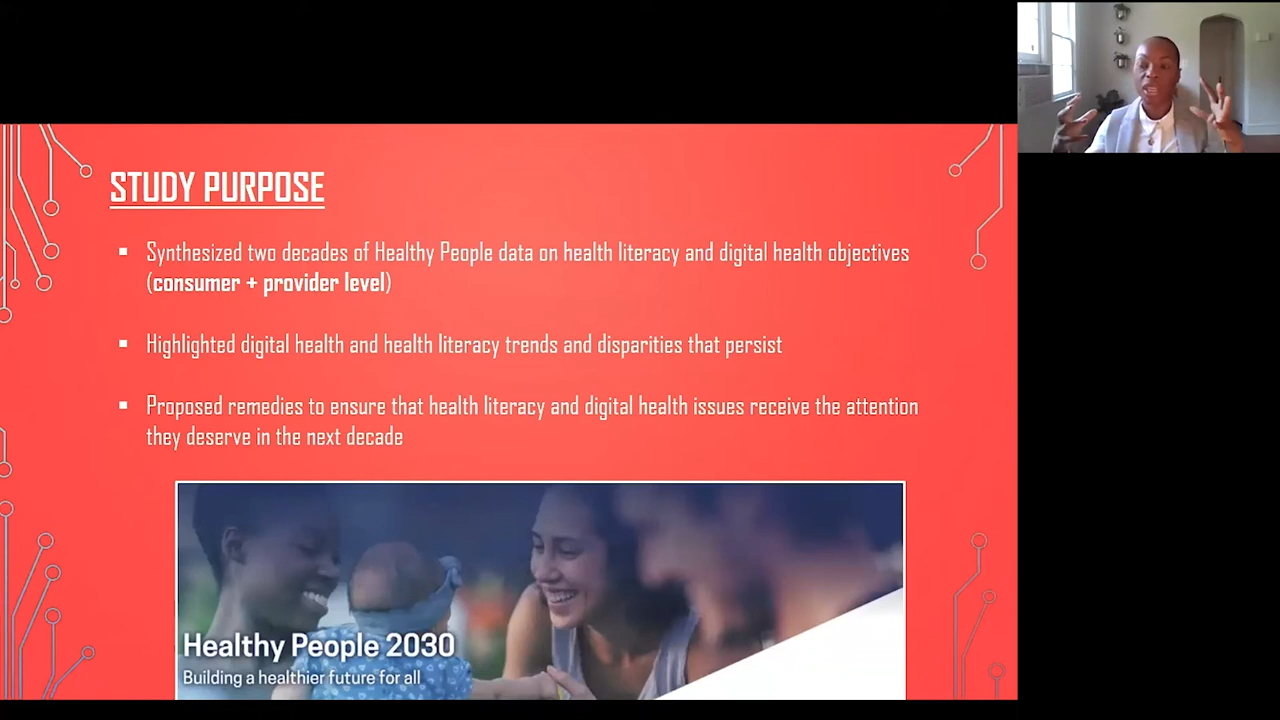 STUDY PURPOSE
▪ Synthesized two decades of Healthy People data on health literacy and digital health objectives
(consumer + provider level)
▪ Highlighted digital health and health literacy trends and disparities that persist
▪ Proposed remedies to ensure that health literacy and digital health issues receive the attention
they deserve in the next decade
Healthy People 2030
Building a healthier future for all